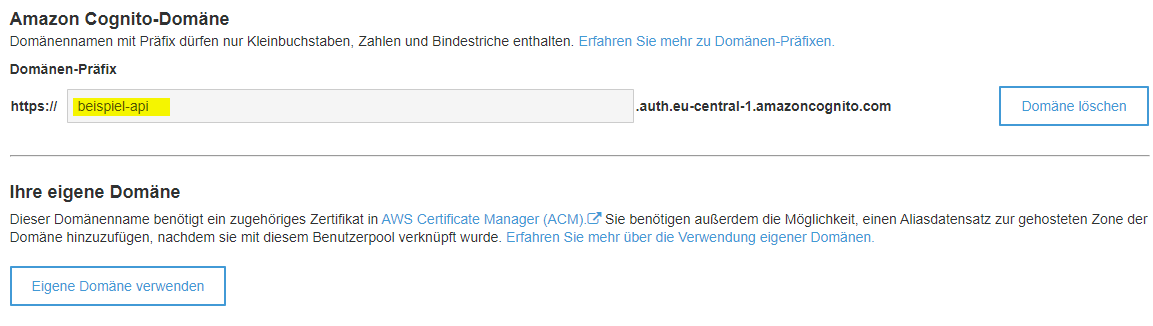 Amazon Cognito-Domäne
Domänennamen mit Präfix dürfen nur Kleinbuchstaben, Zahlen und Bindestriche enthalten. Erfahren Sie mehr zu Domänen-Präfixen.
Domänen-Präfix
https:// beispiel-api .auth.eu-central-1.amazoncognito.com Domäne löschen
Ihre eigene Domäne
Dieser Domänenname benötigt ein zugehöriges Zertifikat in AWS Certificate Manager (ACM). Sie benötigen außerdem die Möglichkeit, einen Aliasdatensatz zur gehosteten Zone der
Domäne hinzuzufügen, nachdem sie mit diesem Benutzerpool verknüpft wurde. Erfahren Sie mehr über die Verwendung eigener Domänen.
Eigene Domäne verwenden